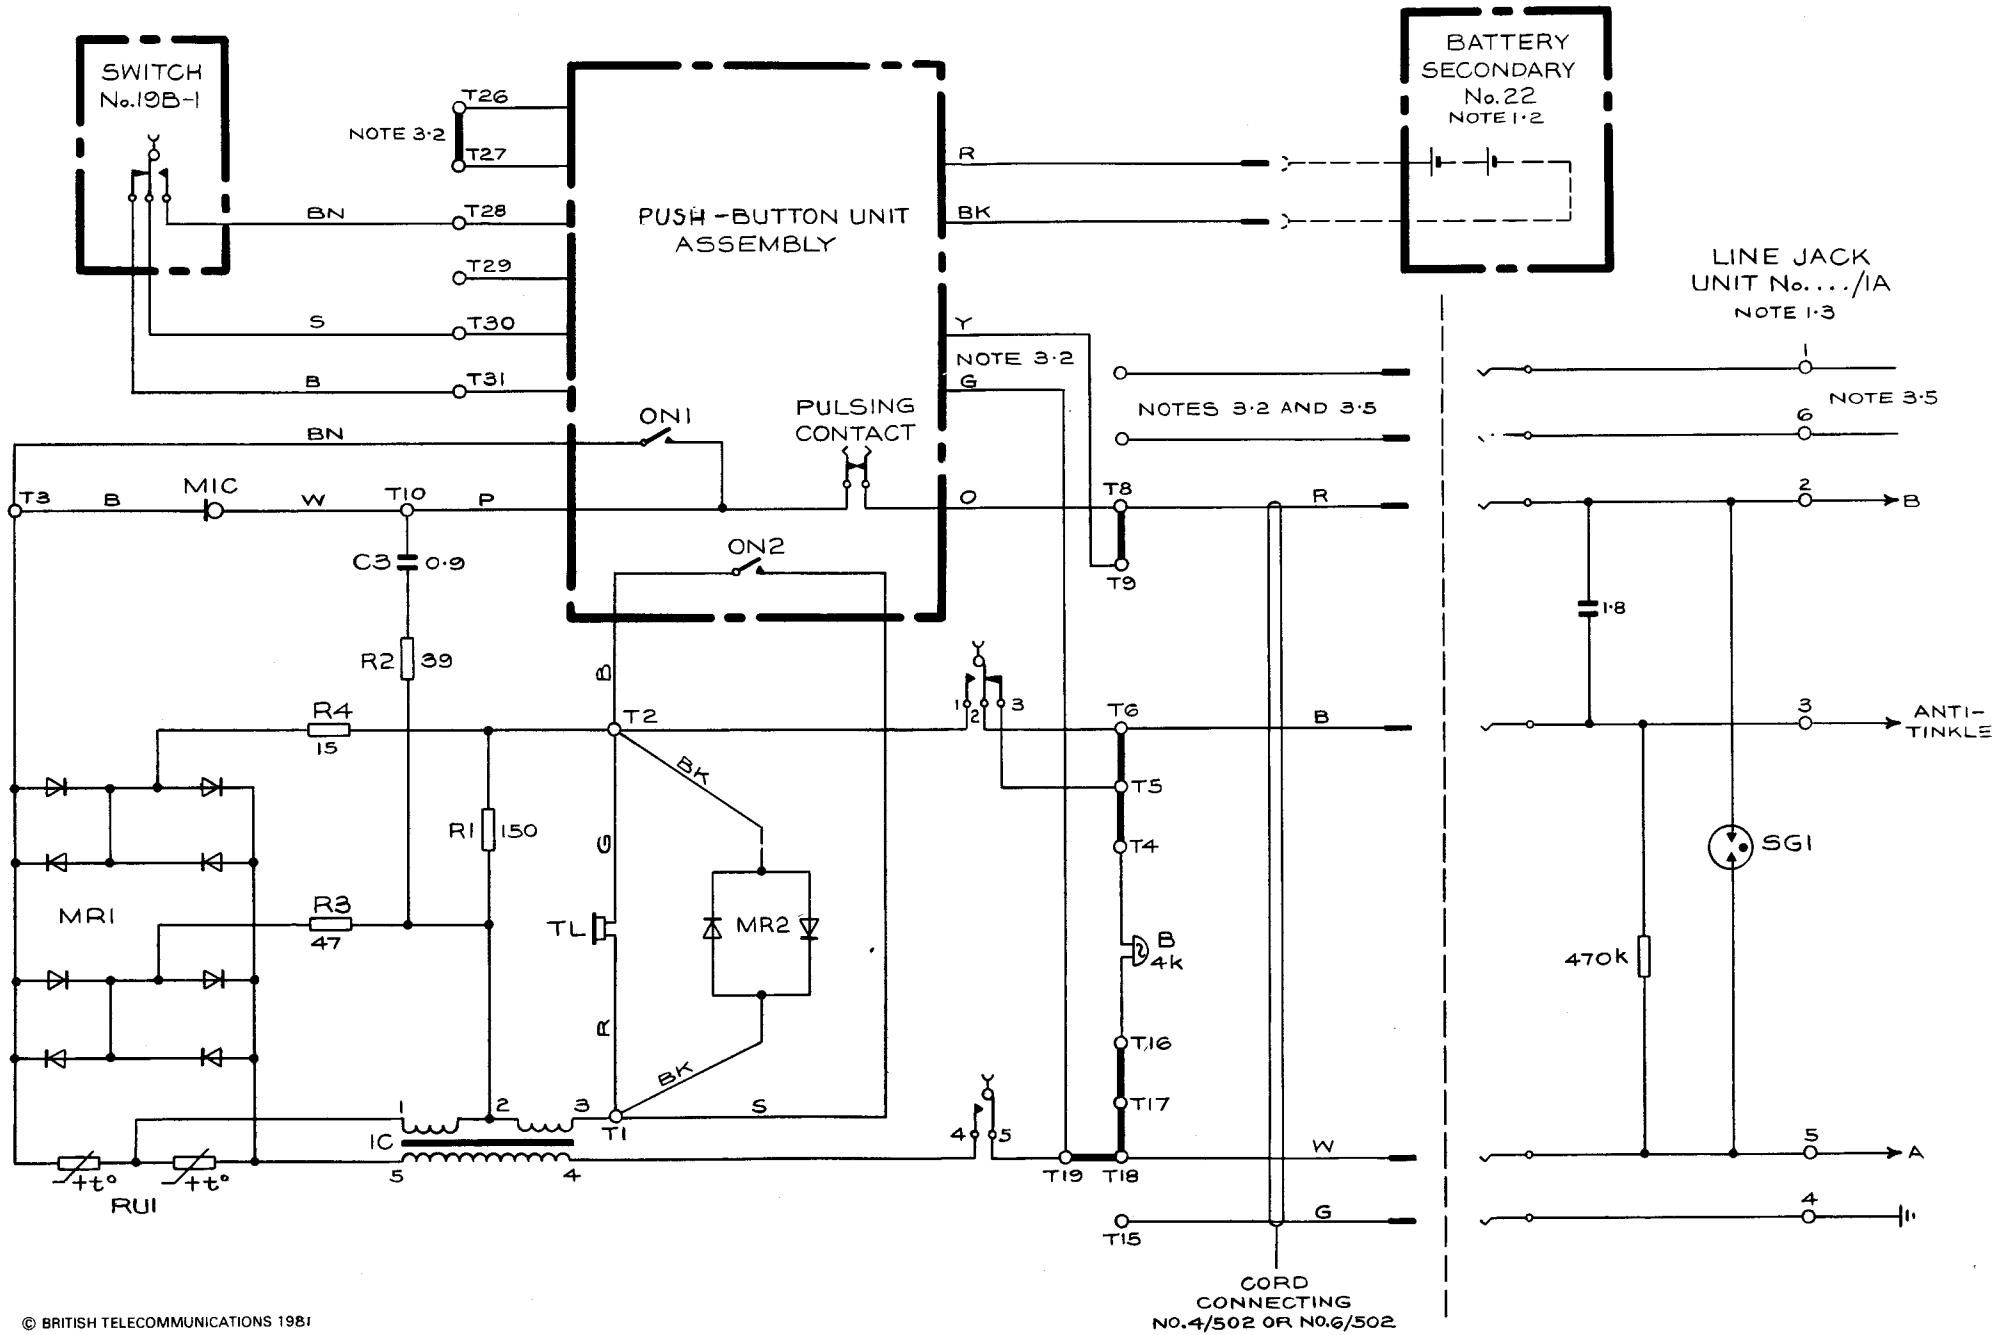 SWITCH
No.19B-1
BATTERY
SECONDARY
No.22
NOTE 1·2
T26
NOTE 3·2
T27
R
BN
T28
PUSH-BUTTON UNIT
ASSEMBLY
BK
T29
LINE JACK
UNIT No..../1A
NOTE 1·3
S
T30
Y
NOTE 3·2
1
B
T31
G
NOTES 3·2 AND 3·5
NOTE 3·5
6
BN
ON1
PULSING
CONTACT
T3
B
MIC
W
T10
P
O
T8
R
2
B
C3
0·9
ON2
T9
1·8
R2
39
B
R4
15
T2
1
2
3
T6
B
3
ANTI-
TINKLE
BK
T5
R1
150
G
T4
SG1
MR1
R3
47
TL
MR2
B
4k
470k
R
T16
BK
T17
1
2
3
S
T1
1C
5
4
4
5
T19
T18
W
5
A
+t°
+t°
RU1
T15
G
4
CORD
CONNECTING
NO.4/502 OR NO.6/502
© BRITISH TELECOMMUNICATIONS 1981